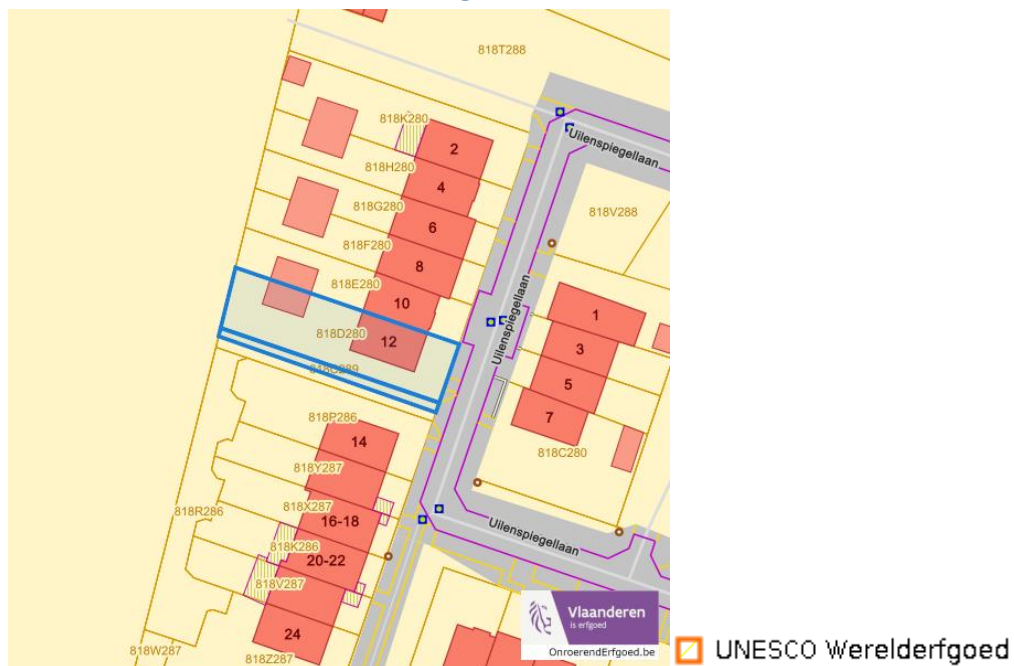 818T288
818K280
Uilenspiegellaan
2
818H280
4
818G280
818V288
6
818F280
8
818E280
Uilenspiegellaan
10
1
818D280
12
3
5
818P286
7
14
818C280
818Y287
818X287
818R286
16-18
Uilenspiegellaan
818K286
20-22
818V287
24
818W287
818Z287
Vlaanderen
is erfgoed
OnroerendErfgoed.be
UNESCO Werelderfgoed